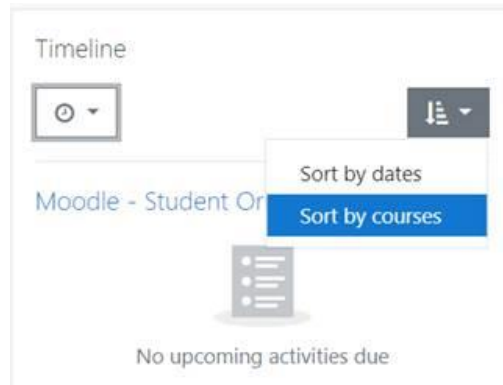 Timeline
Sort by dates
Moodle - Student Or
Sort by courses
No upcoming activities due